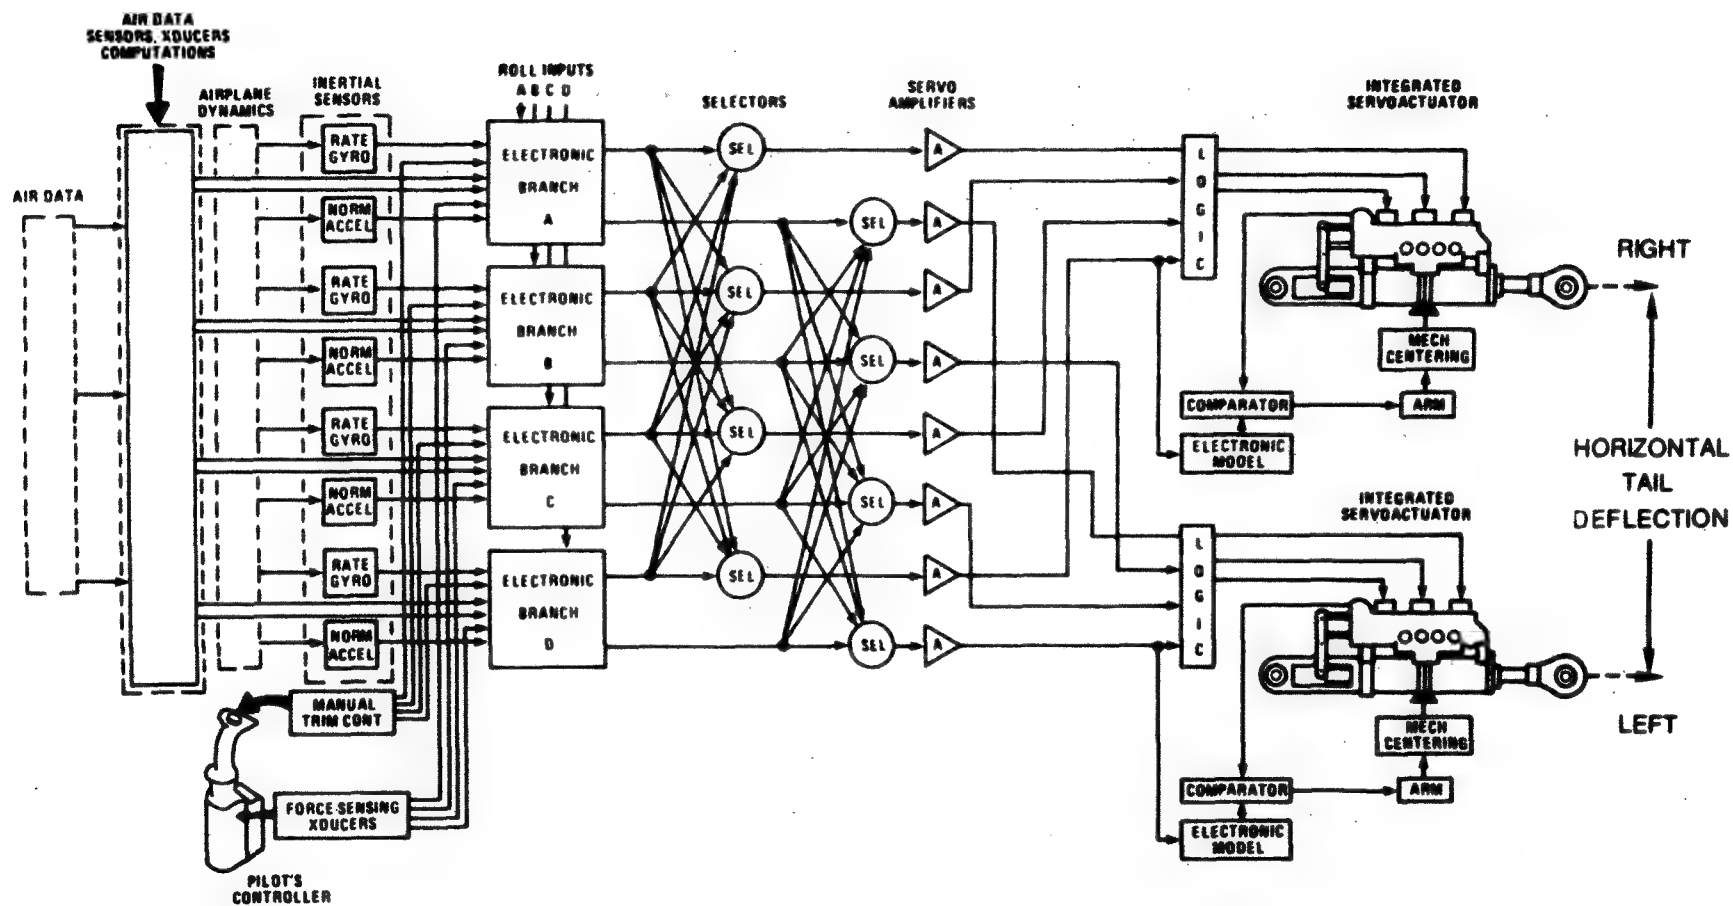 AIR DATA
SENSORS, XDUCERS
COMPUTATIONS
AIRPLANE
DYNAMICS
INERTIAL
SENSORS
ROLL INPUTS
A B C D
SELECTORS
SERVO
AMPLIFIERS
INTEGRATED
SERVOACTUATOR
AIR DATA
RATE
GYRO
NORM
ACCEL
RATE
GYRO
NORM
ACCEL
RATE
GYRO
NORM
ACCEL
RATE
GYRO
NORM
ACCEL
MANUAL
TRIM CONT
FORCE-SENSING
XDUCERS
PILOT'S
CONTROLLER
ELECTRONIC
BRANCH
A
ELECTRONIC
BRANCH
B
ELECTRONIC
BRANCH
C
ELECTRONIC
BRANCH
D
SEL
SEL
SEL
SEL
SEL
SEL
SEL
SEL
A
A
A
A
A
A
A
A
L
O
G
I
C
MECH
CENTERING
COMPARATOR
ARM
ELECTRONIC
MODEL
INTEGRATED
SERVOACTUATOR
L
O
G
I
C
MECH
CENTERING
COMPARATOR
ARM
ELECTRONIC
MODEL
RIGHT
HORIZONTAL
TAIL
DEFLECTION
LEFT